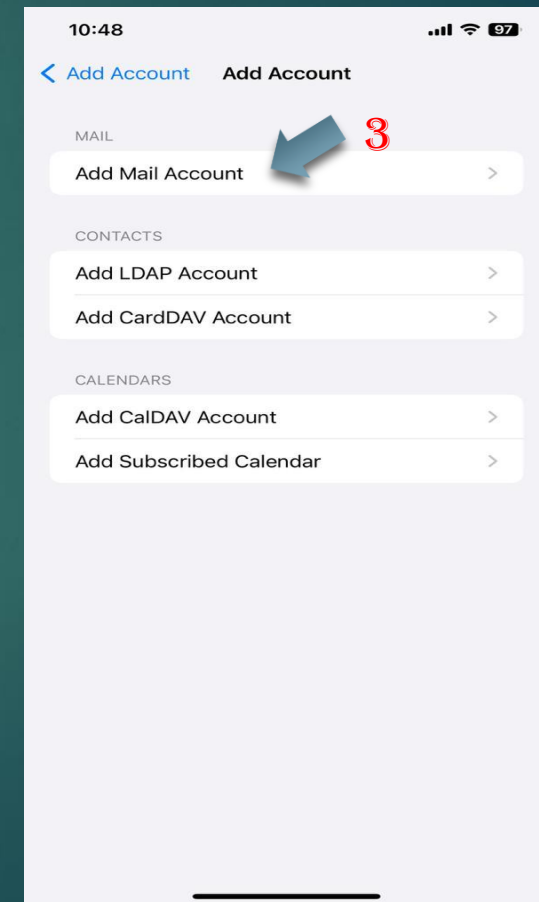 10:48 97
Add Account Add Account
3
MAIL
Add Mail Account
CONTACTS
Add LDAP Account
Add CardDAV Account
CALENDARS
Add CalDAV Account
Add Subscribed Calendar